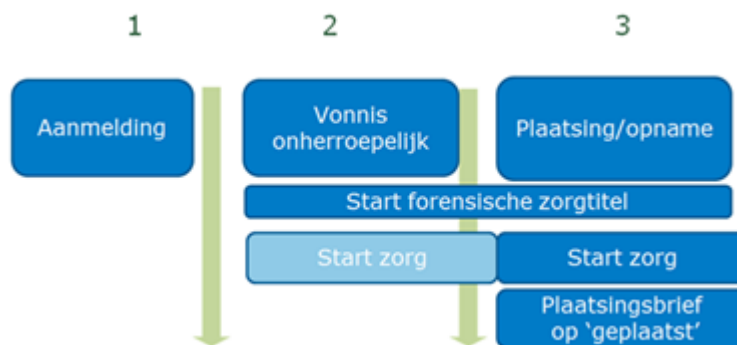 1 2 3
Aanmelding
Vonnis
onherroepelijk
Plaatsing/opname
Start forensische zorgtitel
Start zorg
Start zorg
Plaatsingsbrief
op ‘geplaatst’